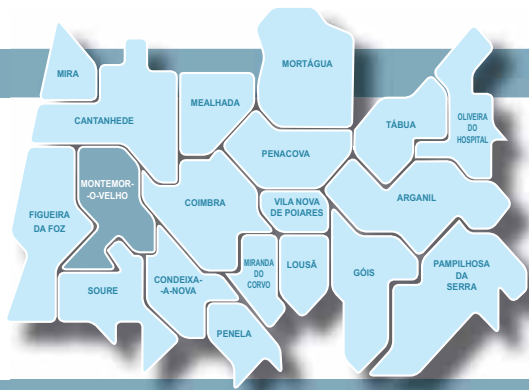 MIRA
MORTÁGUA
MEALHADA
CANTANHEDE
TÁBUA
OLIVEIRA
DO
HOSPITAL
PENACOVA
MONTEMOR-
-O-VELHO
COIMBRA
VILA NOVA
DE POIARES
ARGANIL
FIGUEIRA
DA FOZ
MIRANDA
DO
CORVO
LOUSÃ
GÓIS
PAMPILHOSA
DA
SERRA
SOURE
CONDEIXA-
-A-NOVA
PENELA